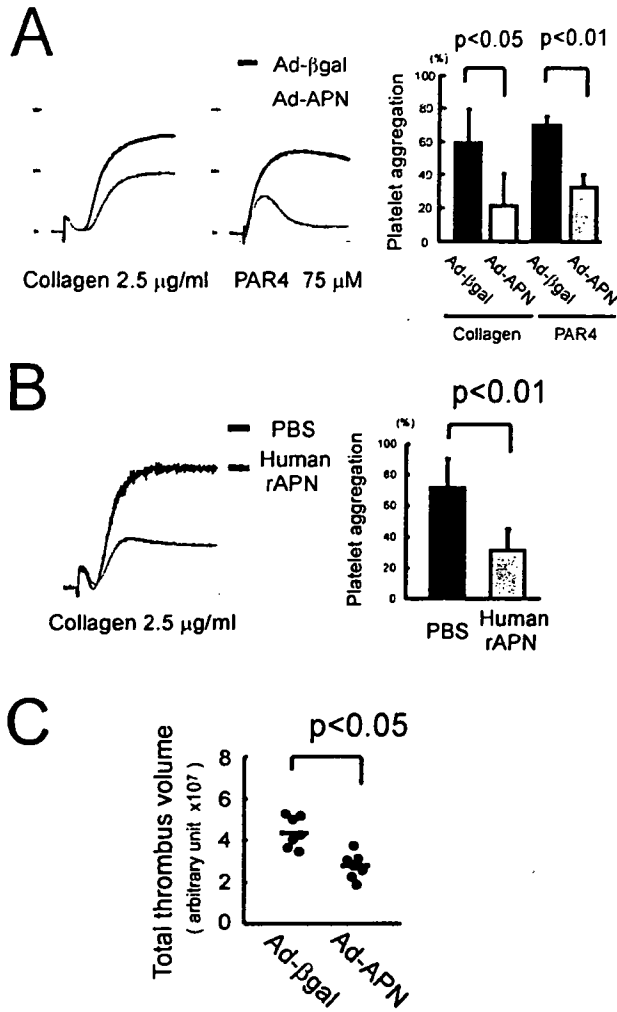 A
Ad-βgal
Ad-APN
Collagen 2.5 μg/ml
PAR4 75 μM
p<0.05
p<0.01
(%)
100
80
60
40
20
0
Platelet aggregation
Ad-βgal
Ad-APN
Ad-βgal
Ad-APN
Collagen
PAR4
B
PBS
Human
rAPN
Collagen 2.5 μg/ml
p<0.01
(%)
100
80
60
40
20
0
Platelet aggregation
PBS
Human
rAPN
C
p<0.05
Total thrombus volume
( arbitrary unit x10⁷ )
8
6
4
2
0
Ad-βgal
Ad-APN